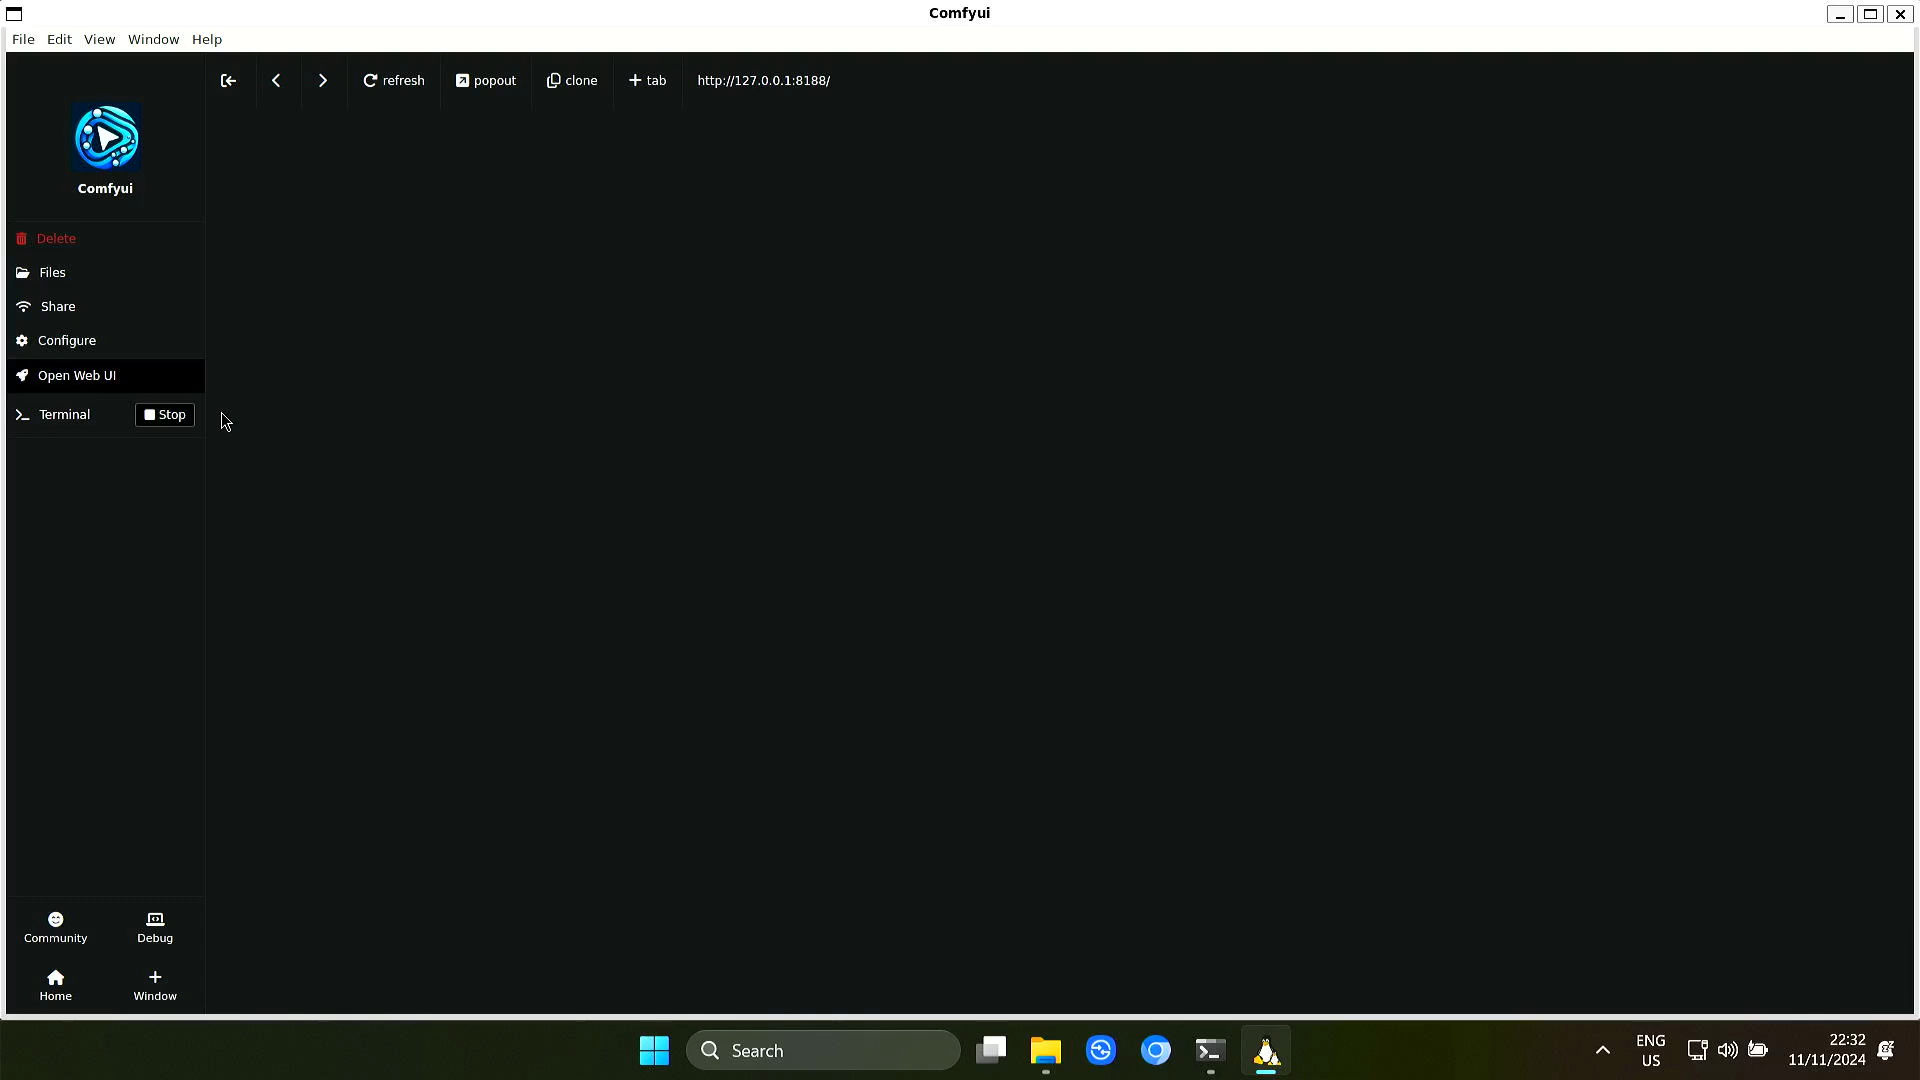 Comfyui
File Edit View Window Help
refresh popout clone tab http://127.0.0.1:8188/
Comfyui
Delete
Files
Share
Configure
Open Web UI
Terminal Stop
Community Debug
Home Window
Search
ENG
US
22:32
11/11/2024